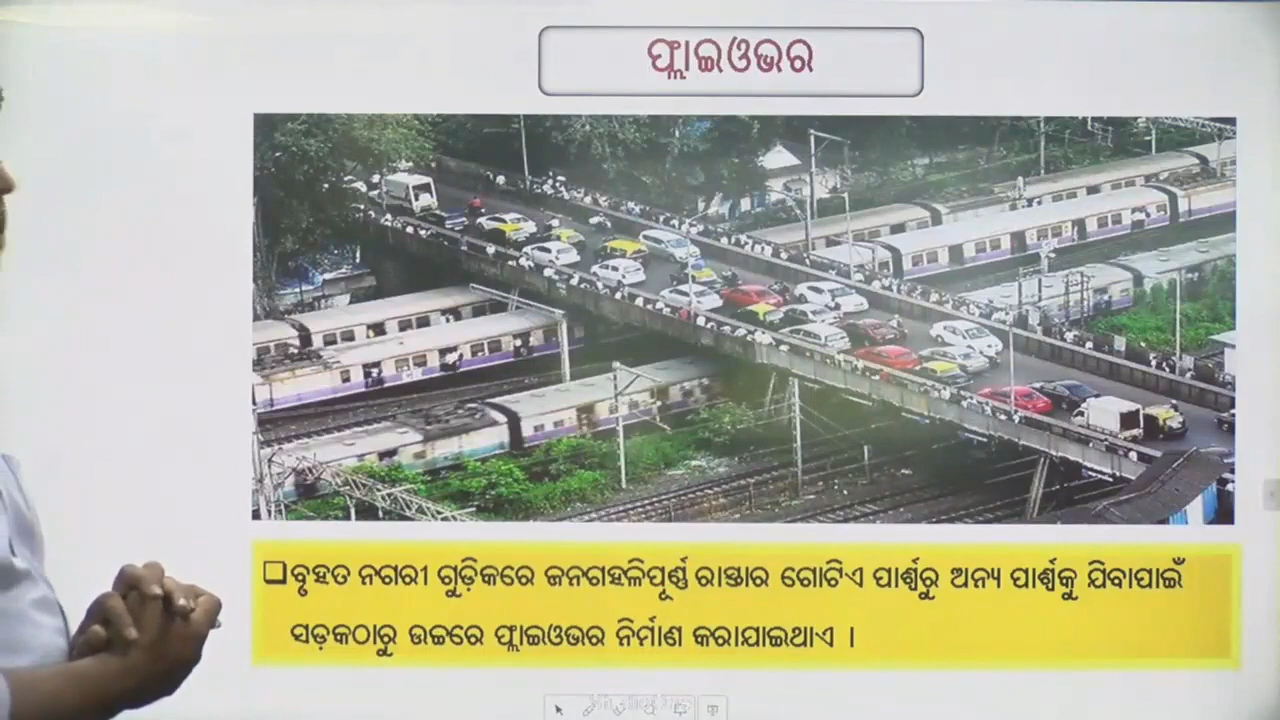 ଫ୍ଲାଇଓଭର
❑ବୃହତ ନଗରୀ ଗୁଡ଼ିକରେ ଜନଗହଳିପୂର୍ଣ୍ଣ ରାସ୍ତାର ଗୋଟିଏ ପାର୍ଶ୍ୱରୁ ଅନ୍ୟ ପାର୍ଶ୍ୱକୁ ଯିବାପାଇଁ
ସଡ଼କଠାରୁ ଉଚ୍ଚରେ ଫ୍ଲାଇଓଭର ନିର୍ମାଣ କରାଯାଇଥାଏ ।